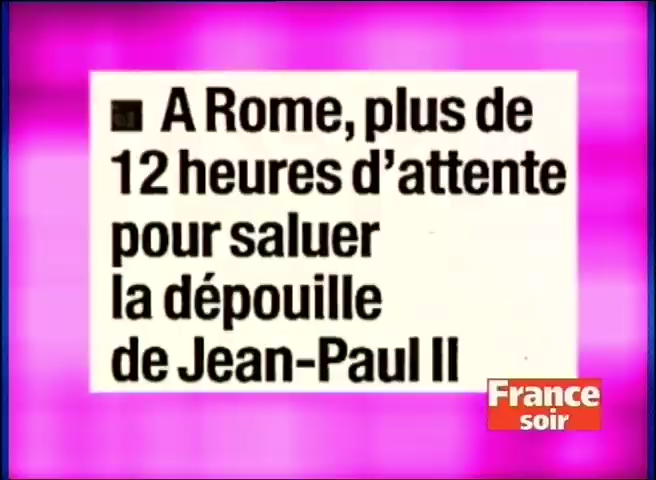 ■ A Rome, plus de
12 heures d’attente
pour saluer
la dépouille
de Jean-Paul II
France
soir